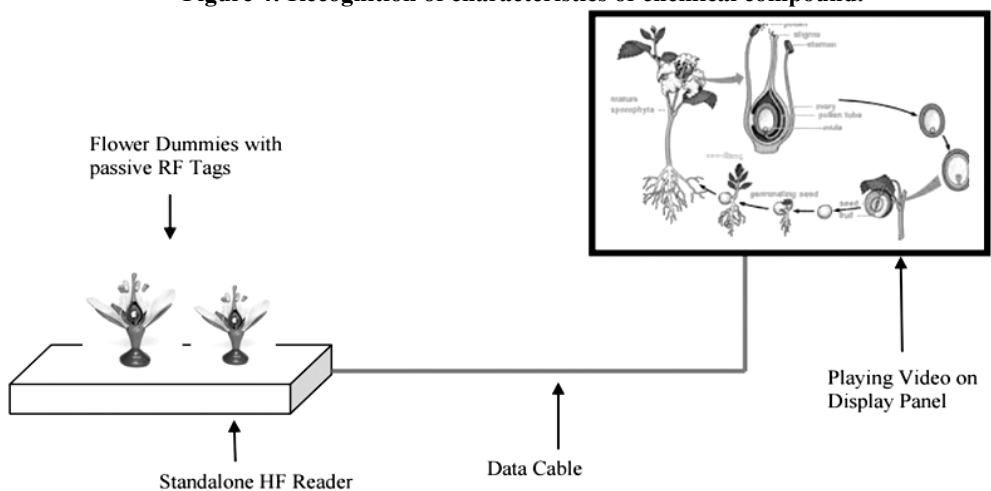 Figure 4. Recognition of characteristics of chemical compound.
stigma
stamen
mature
sporophyte
ovary
pollen tube
ovule
germinating seed
seed
fruit
Flower Dummies with
passive RF Tags
Playing Video on
Display Panel
Data Cable
Standalone HF Reader